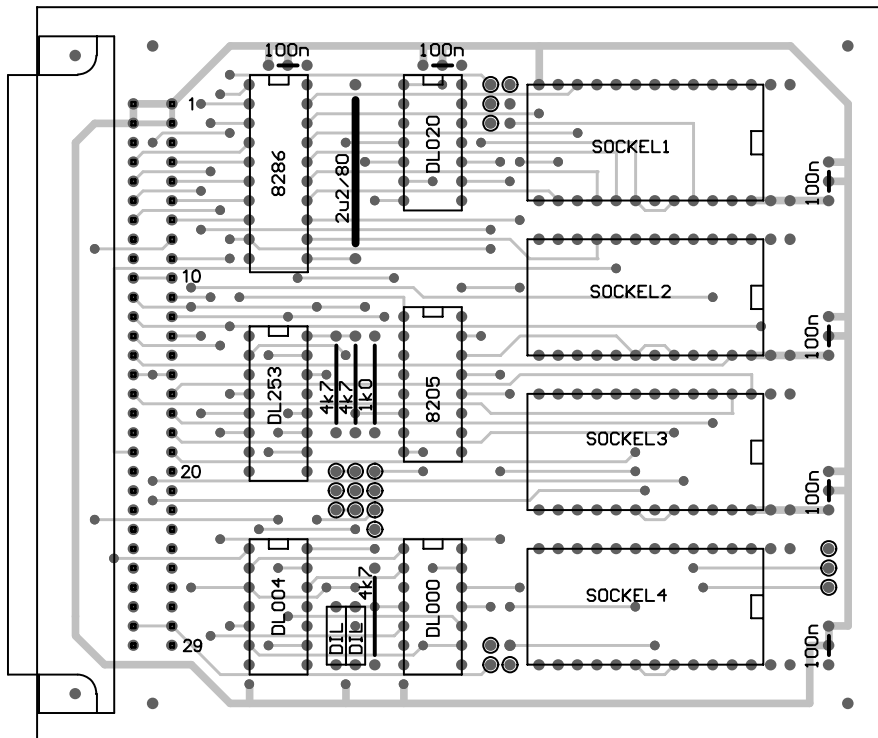 100n
100n
1
8286
2u2/80
DL020
SOCKEL1
100n
10
SOCKEL2
100n
DL253
4k7
4k7
1k0
8205
SOCKEL3
20
100n
DL004
DIL
DIL
4k7
DL000
SOCKEL4
29
100n